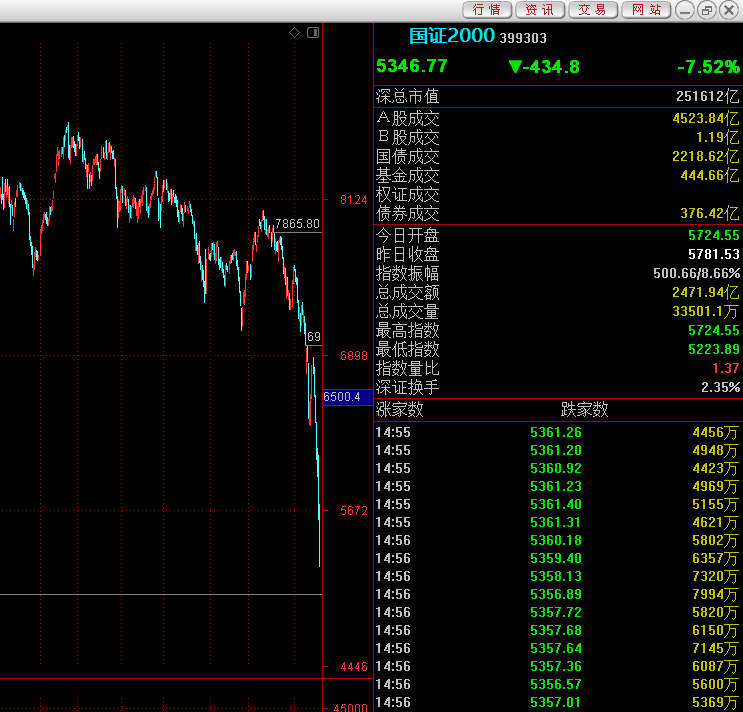 行情 资讯 交易 网站
国证2000 399303
5346.77 ▼-434.8 -7.52%
深总市值 251612亿
A股成交 4523.84亿
B股成交 1.19亿
国债成交 2218.62亿
基金成交 444.66亿
权证成交
债券成交 376.42亿
今日开盘 5724.55
昨日收盘 5781.53
指数振幅 500.66/8.66%
总成交额 2471.94亿
总成交量 33501.1万
最高指数 5724.55
最低指数 5223.89
指数量比 1.37
深证换手 2.35%
涨家数 跌家数
14:55 5361.26 4456万
14:55 5361.20 4948万
14:55 5360.92 4423万
14:55 5361.23 4969万
14:55 5361.40 5155万
14:55 5361.31 4621万
14:56 5360.18 5802万
14:56 5359.40 6357万
14:56 5358.13 7320万
14:56 5356.89 7994万
14:56 5357.72 5820万
14:56 5357.68 6150万
14:56 5357.64 7145万
14:56 5357.36 6087万
14:56 5356.57 5600万
14:56 5357.01 5369万
8124
7865.80
69
6898
6500.4
5672
4446
45000